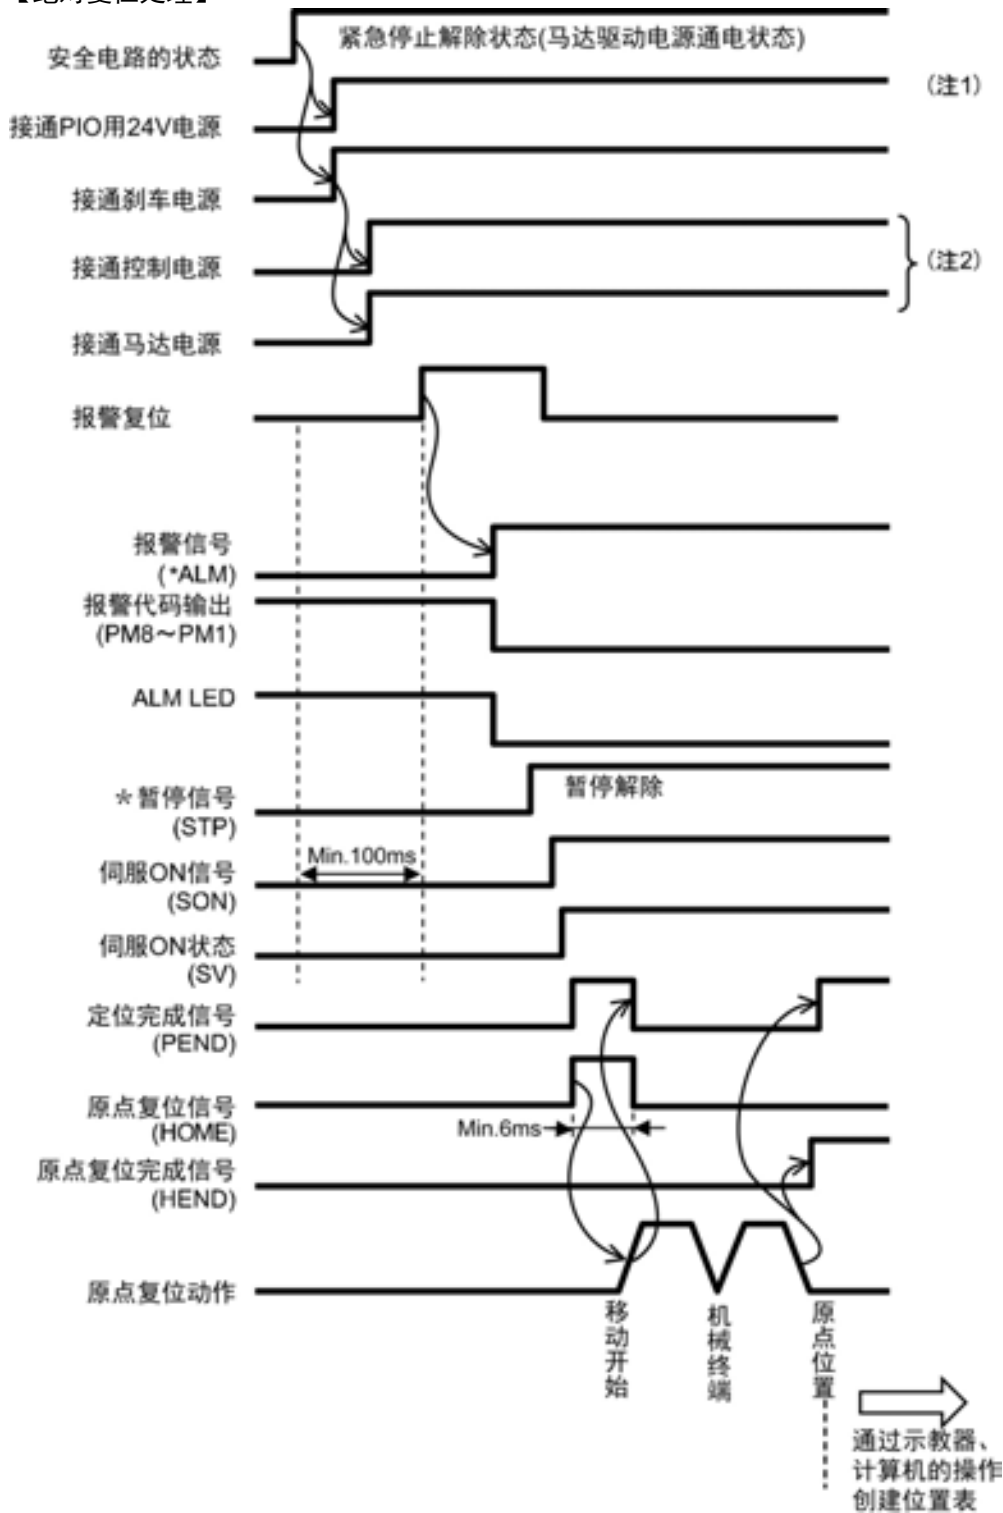 【绝对复位处理】
紧急停止解除状态(马达驱动电源通电状态)
安全电路的状态
(注1)
接通PIO用24V电源
接通刹车电源
接通控制电源
(注2)
接通马达电源
报警复位
报警信号
(*ALM)
报警代码输出
(PM8～PM1)
ALM LED
暂停解除
＊暂停信号
(STP)
Min.100ms
伺服ON信号
(SON)
伺服ON状态
(SV)
定位完成信号
(PEND)
原点复位信号
(HOME)
Min.6ms
原点复位完成信号
(HEND)
原点复位动作
移动开始
机械终端
原点位置
通过示教器、
计算机的操作
创建位置表